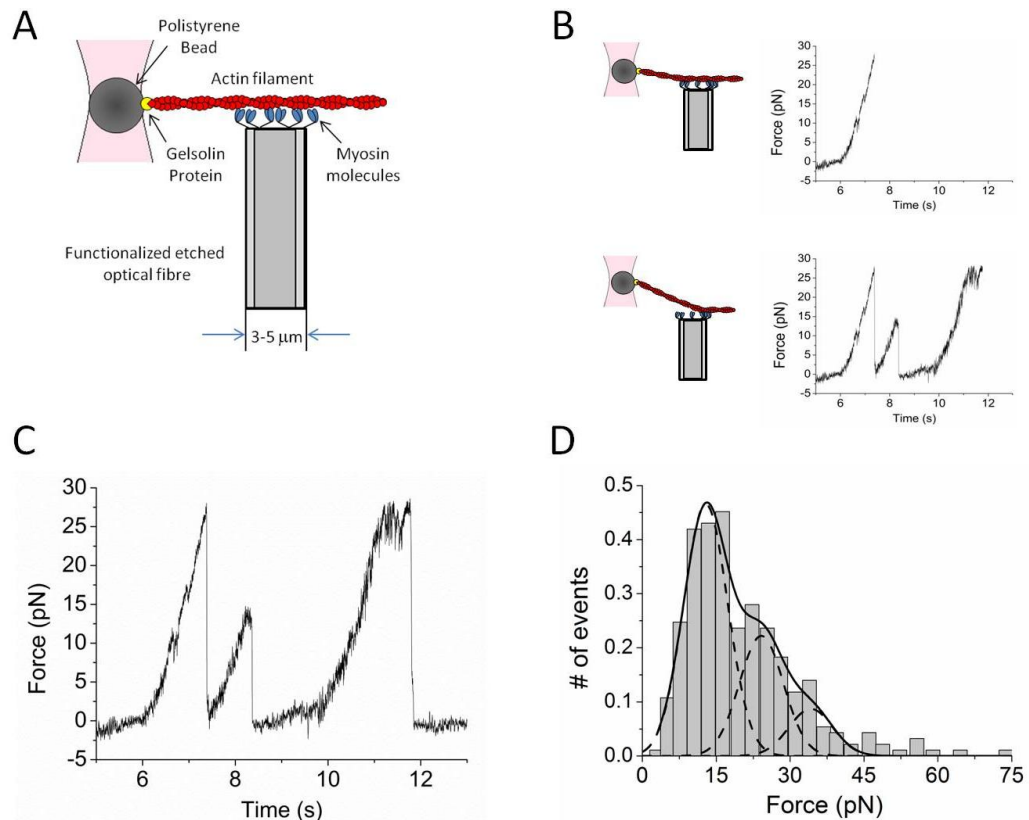 A
Polistyrene
Bead
Actin filament
Gelsolin
Protein
Myosin
molecules
Functionalized etched
optical fibre
3-5 μm
B
30
25
20
15
10
5
0
-5
Force (pN)
6 8 10 12
Time (s)
30
25
20
15
10
5
0
-5
Force (pN)
6 8 10 12
Time (s)
C
30
25
20
15
10
5
0
-5
Force (pN)
6 8 10 12
Time (s)
D
0.5
0.4
0.3
0.2
0.1
0.0
# of events
0 15 30 45 60 75
Force (pN)